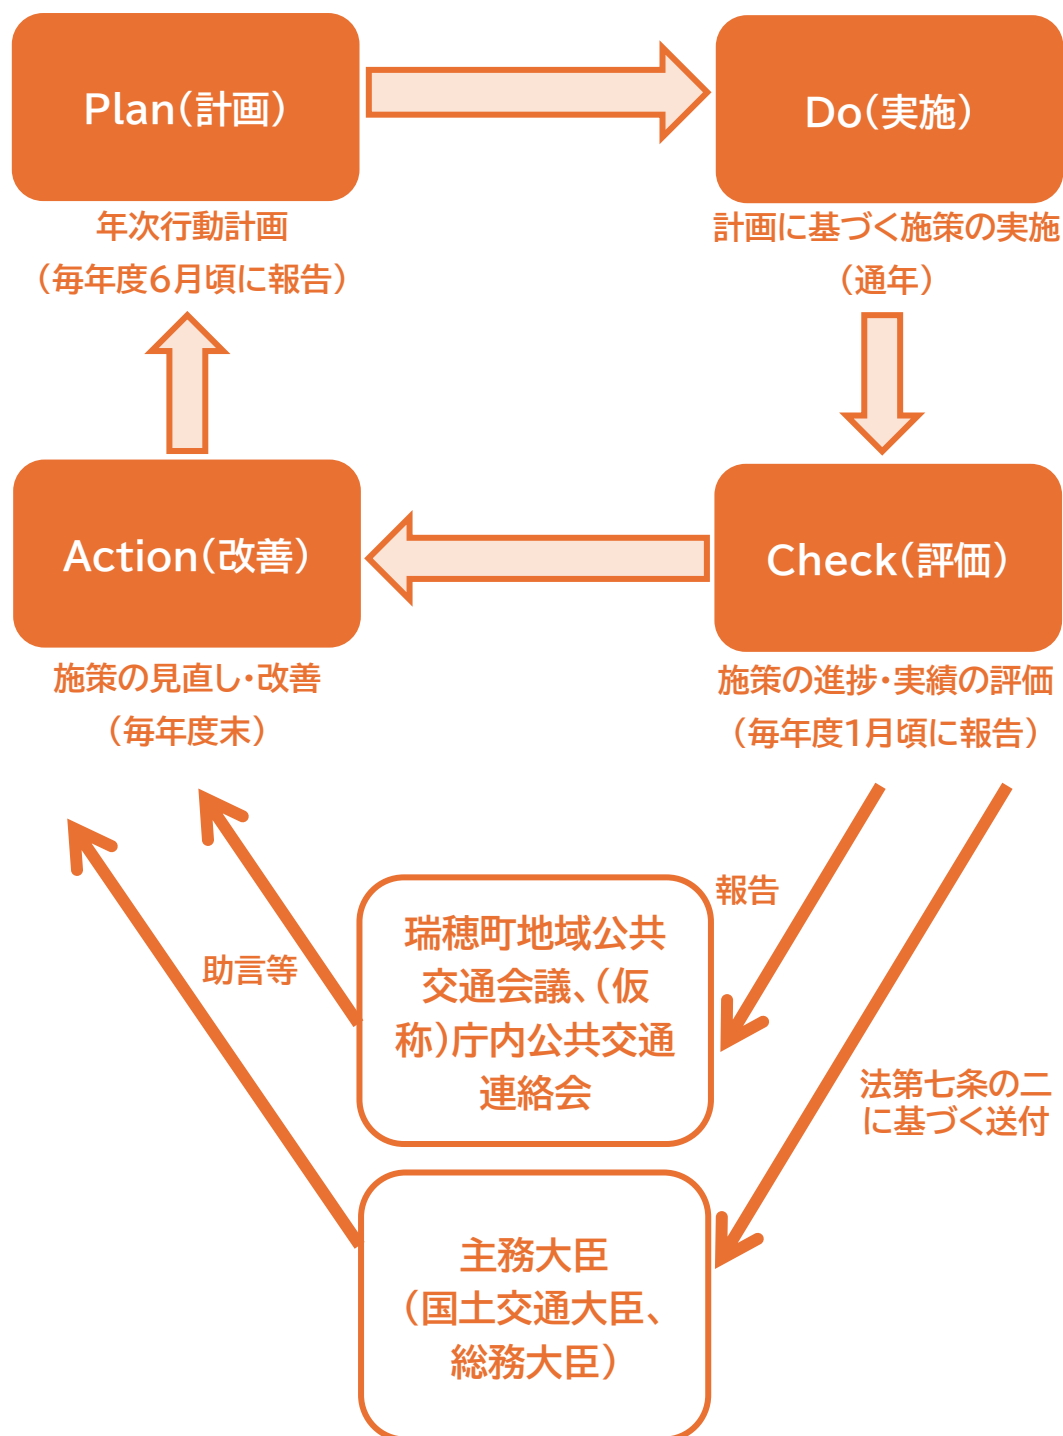 Plan（計画）
Do（実施）
年次行動計画
（毎年度6月頃に報告）
計画に基づく施策の実施
（通年）
Action（改善）
Check（評価）
施策の見直し・改善
（毎年度末）
施策の進捗・実績の評価
（毎年度1月頃に報告）
報告
助言等
瑞穂町地域公共
交通会議、（仮
称）庁内公共交通
連絡会
法第七条の二
に基づく送付
主務大臣
（国土交通大臣、
総務大臣）